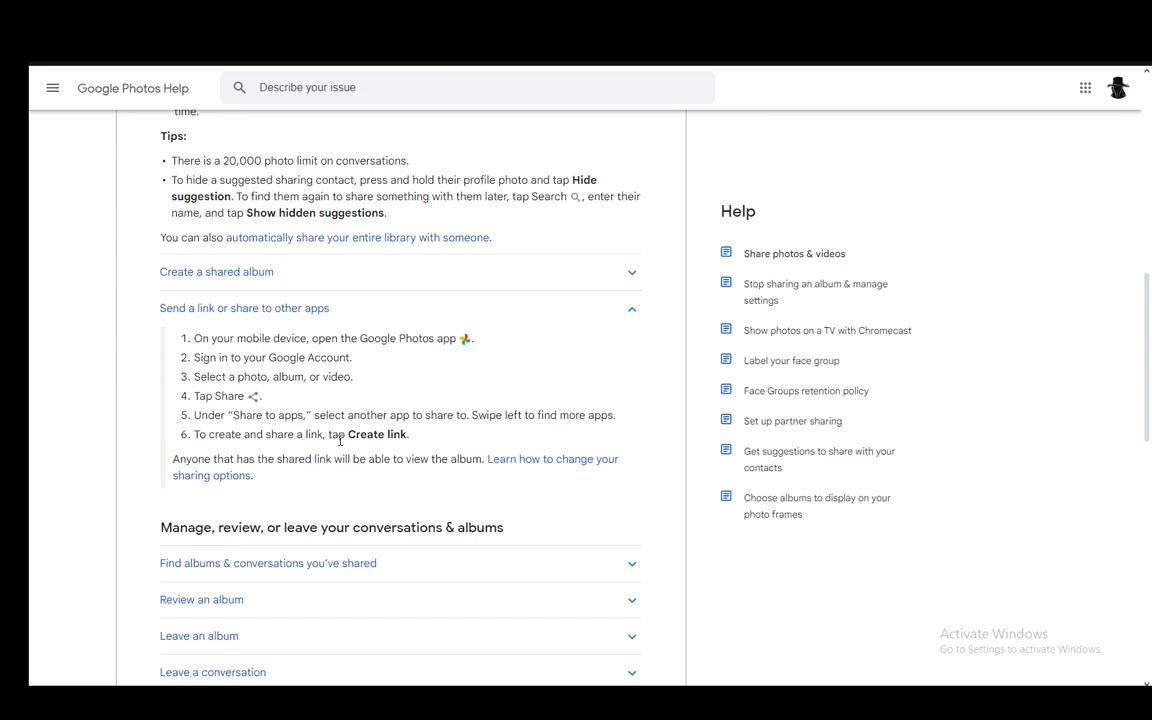 Google Photos Help
Describe your issue
time.
Tips:
• There is a 20,000 photo limit on conversations.
• To hide a suggested sharing contact, press and hold their profile photo and tap Hide
suggestion. To find them again to share something with them later, tap Search , enter their
name, and tap Show hidden suggestions.
You can also automatically share your entire library with someone.
Create a shared album
Send a link or share to other apps
1. On your mobile device, open the Google Photos app .
2. Sign in to your Google Account.
3. Select a photo, album, or video.
4. Tap Share .
5. Under “Share to apps,” select another app to share to. Swipe left to find more apps.
6. To create and share a link, tap Create link.
Anyone that has the shared link will be able to view the album. Learn how to change your
sharing options.
Manage, review, or leave your conversations & albums
Find albums & conversations you’ve shared
Review an album
Leave an album
Leave a conversation
Help
Share photos & videos
Stop sharing an album & manage
settings
Show photos on a TV with Chromecast
Label your face group
Face Groups retention policy
Set up partner sharing
Get suggestions to share with your
contacts
Choose albums to display on your
photo frames
Activate Windows
Go to Settings to activate Windows.